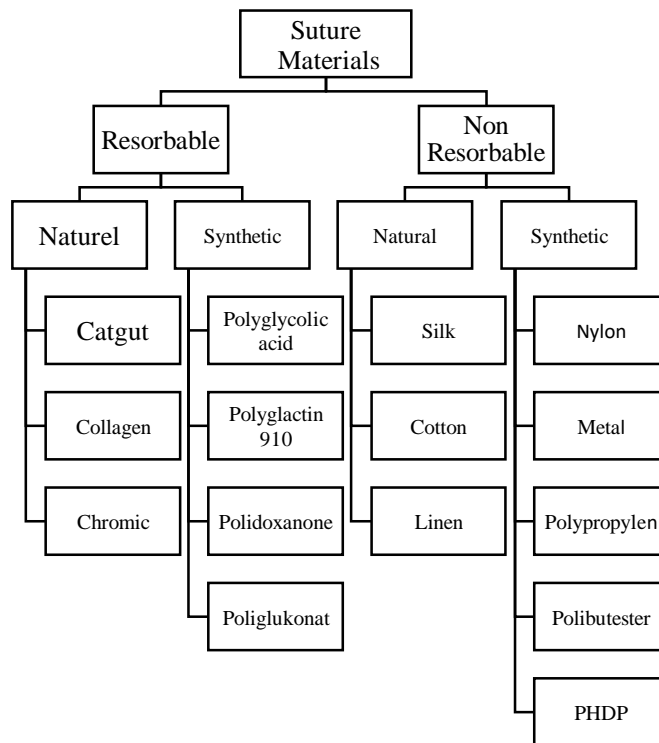 Suture
Materials
Resorbable
Non
Resorbable
Naturel
Synthetic
Natural
Synthetic
Catgut
Polyglycolic
acid
Silk
Nylon
Collagen
Polyglactin
910
Cotton
Metal
Chromic
Polidoxanone
Linen
Polypropylen
Poliglukonat
Polibutester
PHDP